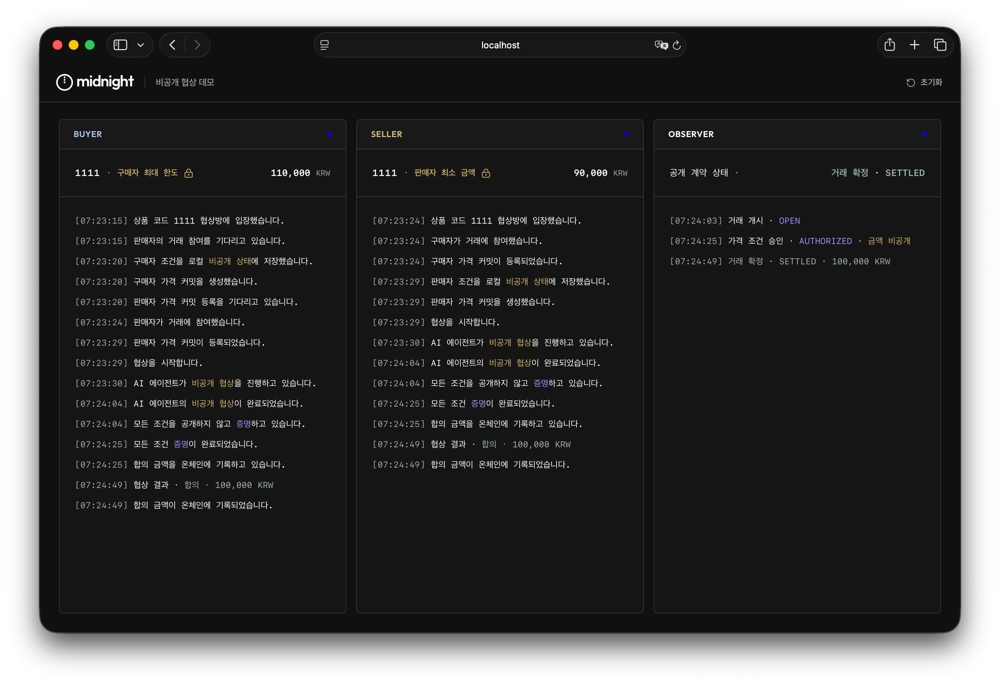 localhost
midnight
비공개 협상 데모
초기화
BUYER
1111 · 구매자 최대 한도 110,000 KRW
[07:23:15] 상품 코드 1111 협상방에 입장했습니다.
[07:23:15] 판매자의 거래 참여를 기다리고 있습니다.
[07:23:20] 구매자 조건을 로컬 비공개 상태에 저장했습니다.
[07:23:20] 구매자 가격 커밋을 생성했습니다.
[07:23:20] 판매자 가격 커밋 등록을 기다리고 있습니다.
[07:23:24] 판매자가 거래에 참여했습니다.
[07:23:29] 판매자 가격 커밋이 등록되었습니다.
[07:23:29] 협상을 시작합니다.
[07:23:30] AI 에이전트가 비공개 협상을 진행하고 있습니다.
[07:24:04] AI 에이전트의 비공개 협상이 완료되었습니다.
[07:24:04] 모든 조건을 공개하지 않고 증명하고 있습니다.
[07:24:25] 모든 조건 증명이 완료되었습니다.
[07:24:25] 합의 금액을 온체인에 기록하고 있습니다.
[07:24:49] 협상 결과 · 합의 · 100,000 KRW
[07:24:49] 합의 금액이 온체인에 기록되었습니다.
SELLER
1111 · 판매자 최소 금액 90,000 KRW
[07:23:24] 상품 코드 1111 협상방에 입장했습니다.
[07:23:24] 구매자가 거래에 참여했습니다.
[07:23:24] 구매자 가격 커밋이 등록되었습니다.
[07:23:29] 판매자 조건을 로컬 비공개 상태에 저장했습니다.
[07:23:29] 판매자 가격 커밋을 생성했습니다.
[07:23:29] 협상을 시작합니다.
[07:23:30] AI 에이전트가 비공개 협상을 진행하고 있습니다.
[07:24:04] AI 에이전트의 비공개 협상이 완료되었습니다.
[07:24:04] 모든 조건을 공개하지 않고 증명하고 있습니다.
[07:24:25] 모든 조건 증명이 완료되었습니다.
[07:24:25] 합의 금액을 온체인에 기록하고 있습니다.
[07:24:49] 협상 결과 · 합의 · 100,000 KRW
[07:24:49] 합의 금액이 온체인에 기록되었습니다.
OBSERVER
공개 계약 상태 · 거래 확정 · SETTLED
[07:24:03] 거래 개시 · OPEN
[07:24:25] 가격 조건 승인 · AUTHORIZED · 금액 비공개
[07:24:49] 거래 확정 · SETTLED · 100,000 KRW